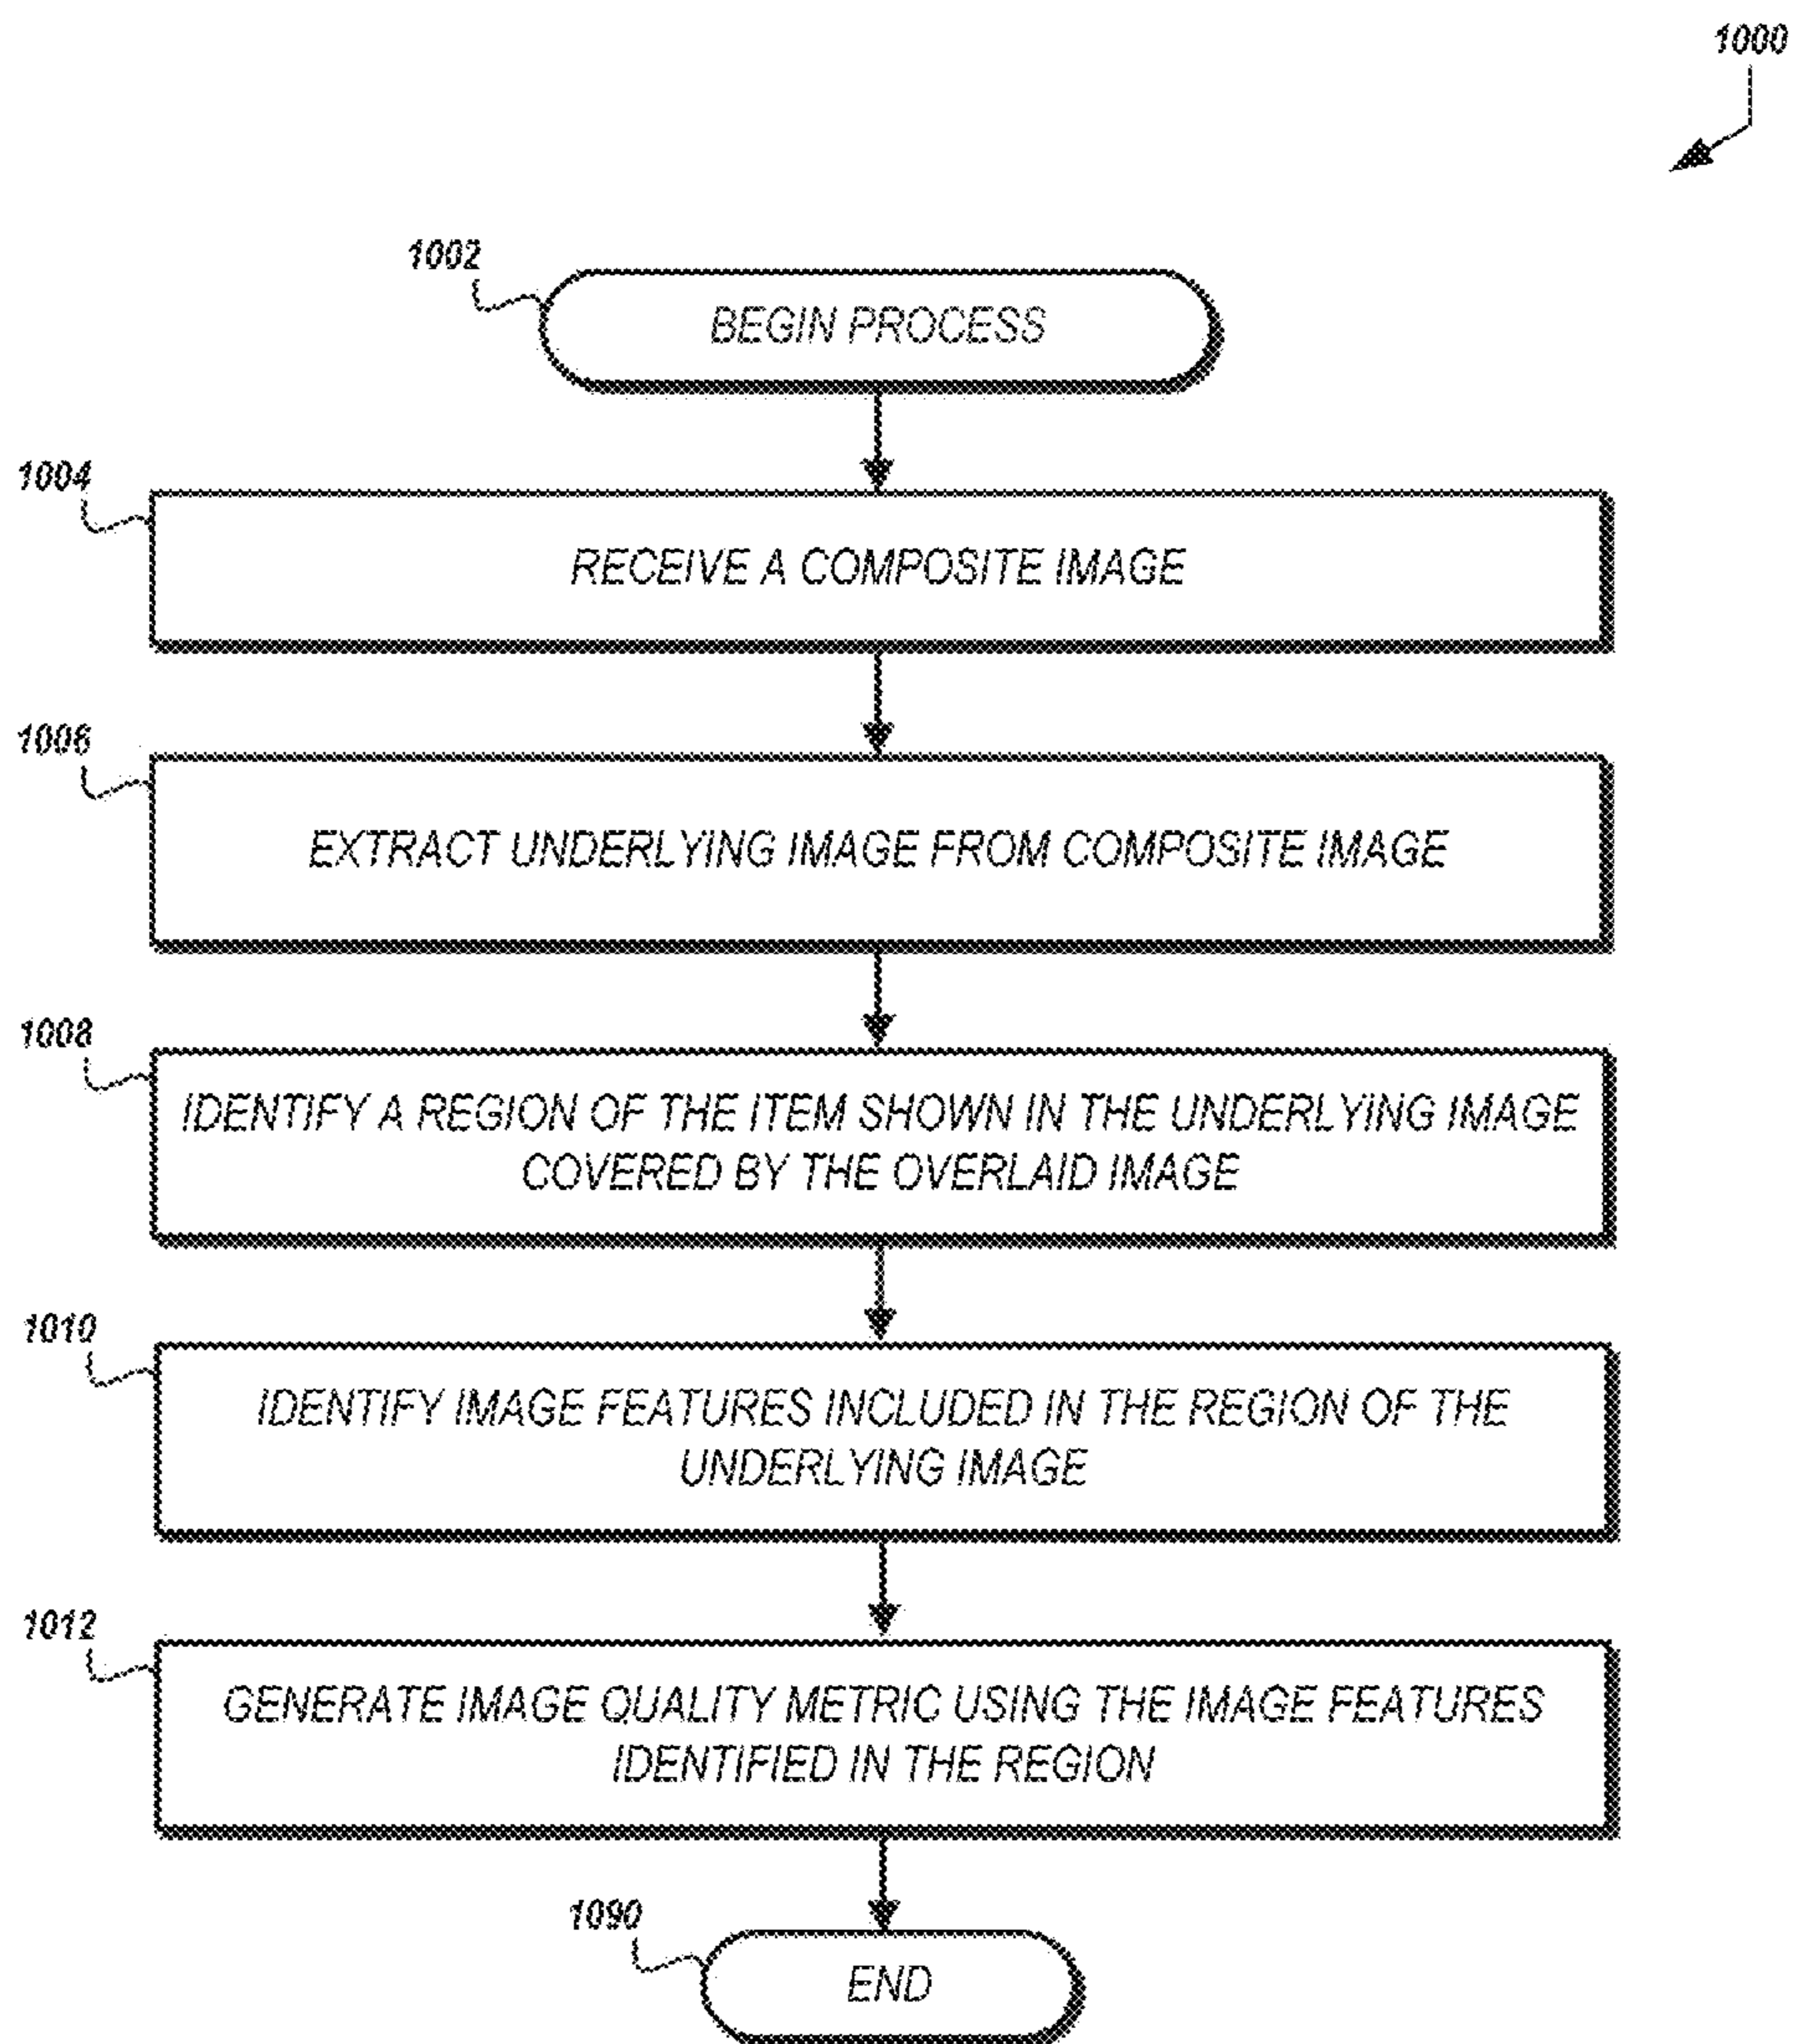 1000
1002
BEGIN PROCESS
1004
RECEIVE A COMPOSITE IMAGE
1006
EXTRACT UNDERLYING IMAGE FROM COMPOSITE IMAGE
1008
IDENTIFY A REGION OF THE ITEM SHOWN IN THE UNDERLYING IMAGE
COVERED BY THE OVERLAID IMAGE
1010
IDENTIFY IMAGE FEATURES INCLUDED IN THE REGION OF THE
UNDERLYING IMAGE
1012
GENERATE IMAGE QUALITY METRIC USING THE IMAGE FEATURES
IDENTIFIED IN THE REGION
1090
END